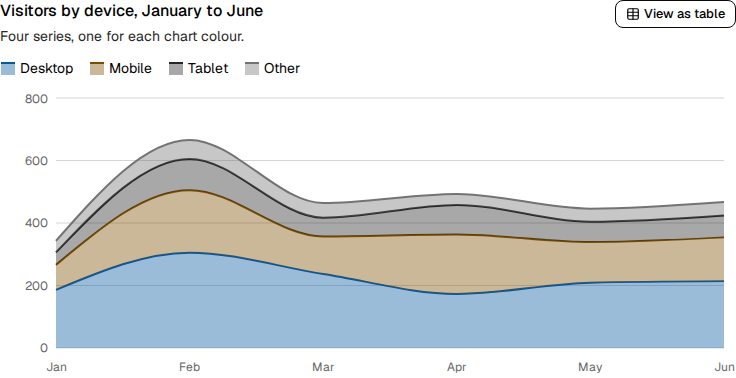 Visitors by device, January to June
View as table
Four series, one for each chart colour.
Desktop Mobile Tablet Other
800
600
400
200
0
Jan Feb Mar Apr May Jun